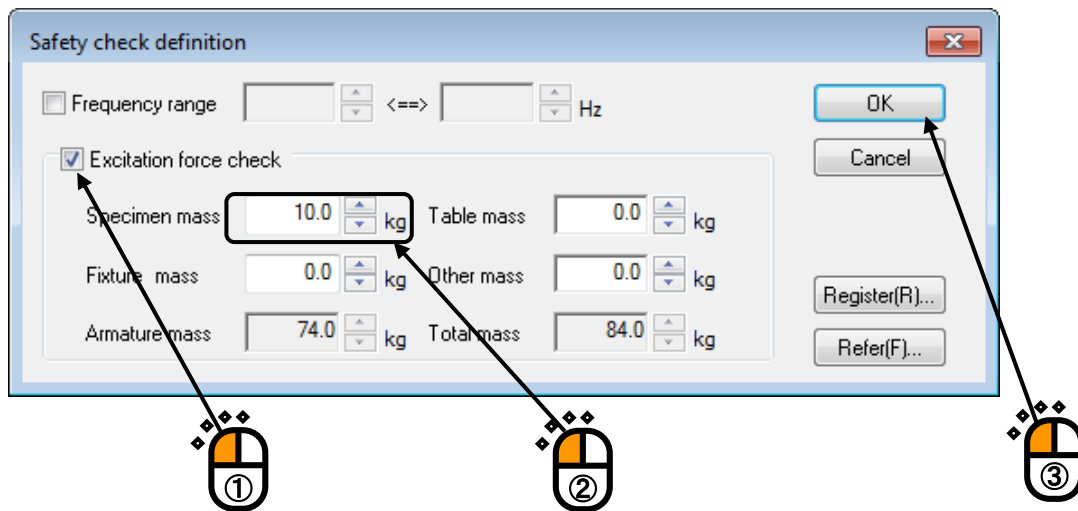 Safety check definition
Frequency range <==> Hz OK
Excitation force check Cancel
Specimen mass 10.0 kg Table mass 0.0 kg
Fixture mass 0.0 kg Other mass 0.0 kg
Register(R)...
Armature mass 74.0 kg Total mass 84.0 kg
Refer(F)...
① ② ③